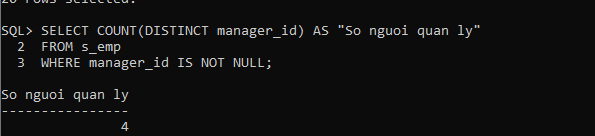 20 rows selected.
SQL> SELECT COUNT(DISTINCT manager_id) AS "So nguoi quan ly"
  2  FROM s_emp
  3  WHERE manager_id IS NOT NULL;
So nguoi quan ly
----------------
               4